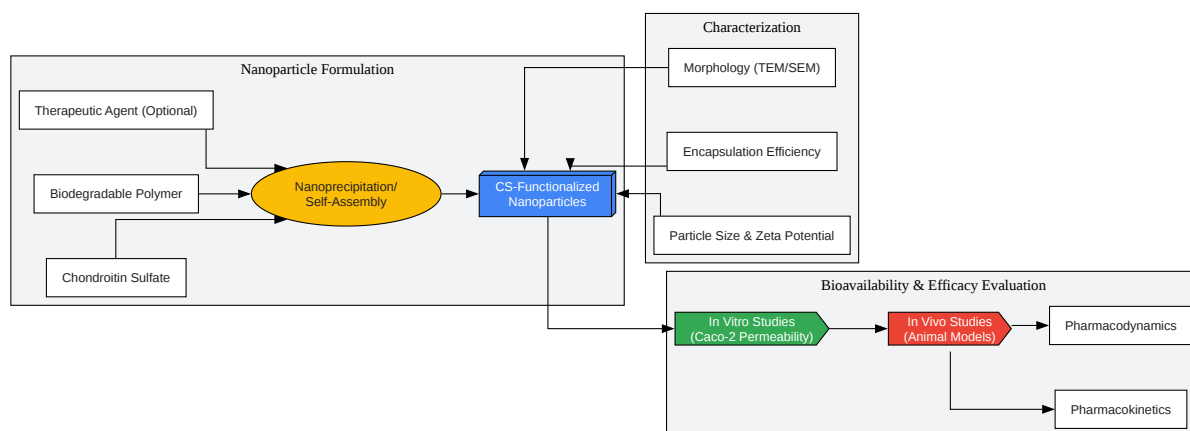 Characterization
Morphology (TEM/SEM)
Encapsulation Efficiency
Particle Size & Zeta Potential
Nanoparticle Formulation
Therapeutic Agent (Optional)
Biodegradable Polymer
Chondroitin Sulfate
Nanoprecipitation/
Self-Assembly
CS-Functionalized
Nanoparticles
Bioavailability & Efficacy Evaluation
In Vitro Studies
(Caco-2 Permeability)
In Vivo Studies
(Animal Models)
Pharmacodynamics
Pharmacokinetics